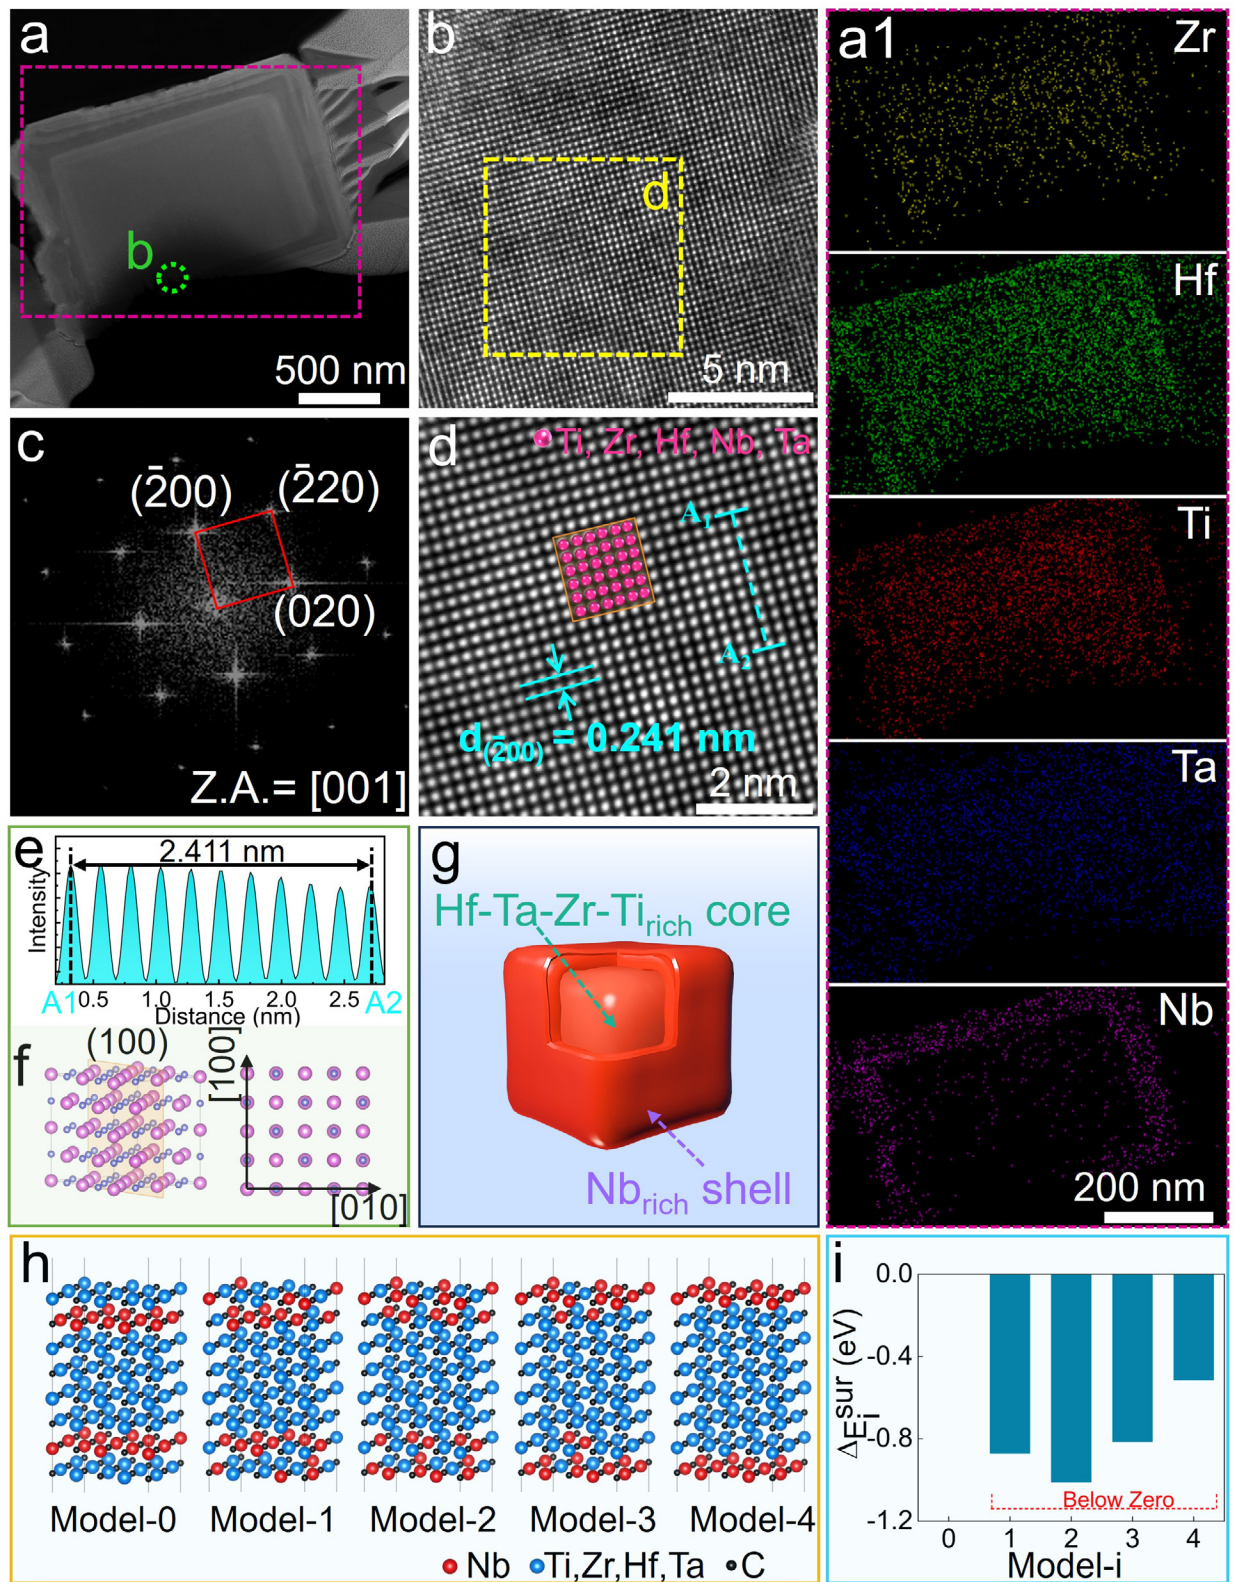 a
b
500 nm
b
d
5 nm
a1
Zr
Hf
Ti
Ta
Nb
200 nm
c
(2̄00)
(2̄20)
(020)
Z.A.= [001]
d
Ti, Zr, Hf, Nb, Ta
A1
A2
d(2̄00) = 0.241 nm
2 nm
e
2.411 nm
Intensity
A1
0.5
1.0
1.5
2.0
2.5
A2
Distance (nm)
f
(100)
[100]
[010]
g
Hf-Ta-Zr-Tirich core
Nbrich shell
h
Model-0
Model-1
Model-2
Model-3
Model-4
Nb
Ti,Zr,Hf,Ta
C
i
0.0
-0.4
-0.8
-1.2
ΔEisur (eV)
Below Zero
0
1
2
3
4
Model-i